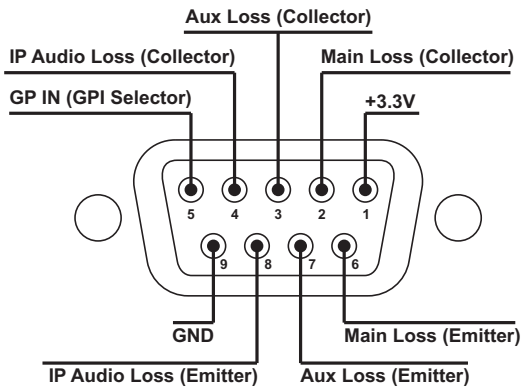 Aux Loss (Collector)
IP Audio Loss (Collector)
Main Loss (Collector)
GP IN (GPI Selector)
+3.3V
5 4 3 2 1
9 8 7 6
GND
Main Loss (Emitter)
IP Audio Loss (Emitter)
Aux Loss (Emitter)